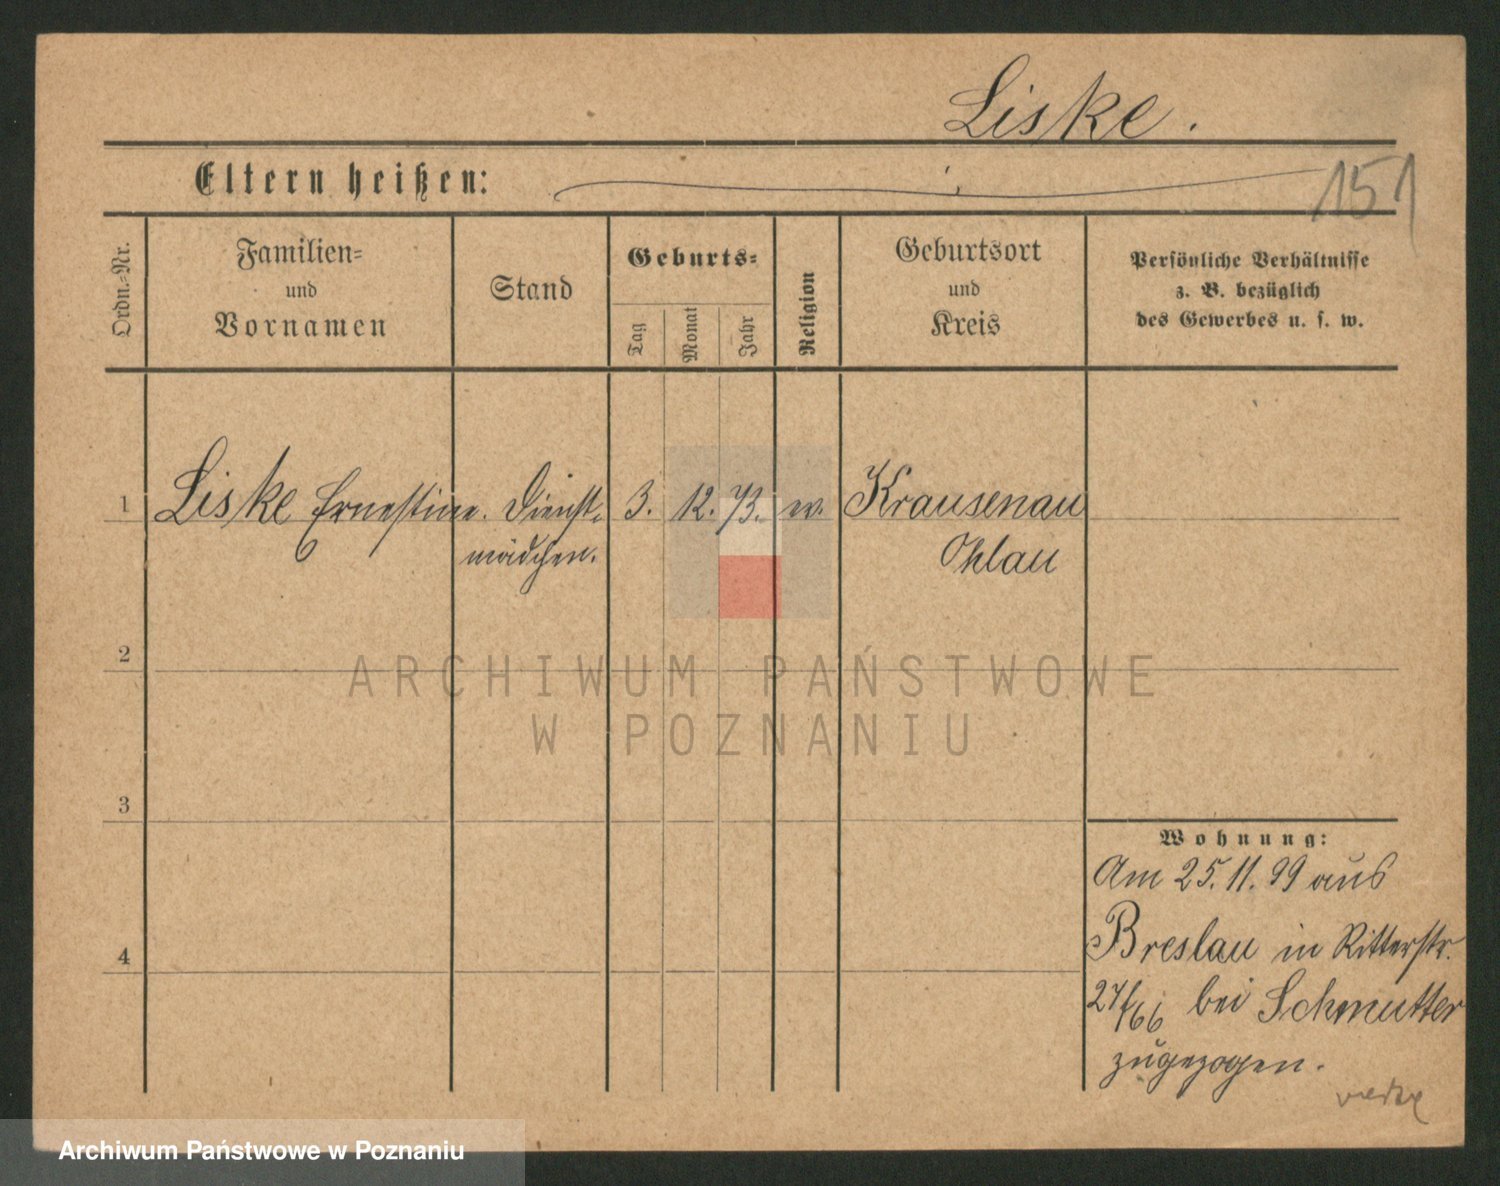 Liske.
Eltern heißen:
151
Ordn.-Nr.
Familien-
und
Vornamen
Stand
Geburts-
Tag
Monat
Jahr
Religion
Geburtsort
und
Kreis
Persönliche Verhältnisse
z. B. bezüglich
des Gewerbes u. s. w.
1 Liske Ernestine. Dienst- 3. 12. 73. ev. Krausenau
mädchen. Ohlau
2
ARCHIWUM PAŃSTWOWE
W POZNANIU
3
Wohnung:
Am 25.11.99 aus
4
Breslau in Ritterstr.
27/66 bei Schmutter
zugezogen.
Archiwum Państwowe w Poznaniu